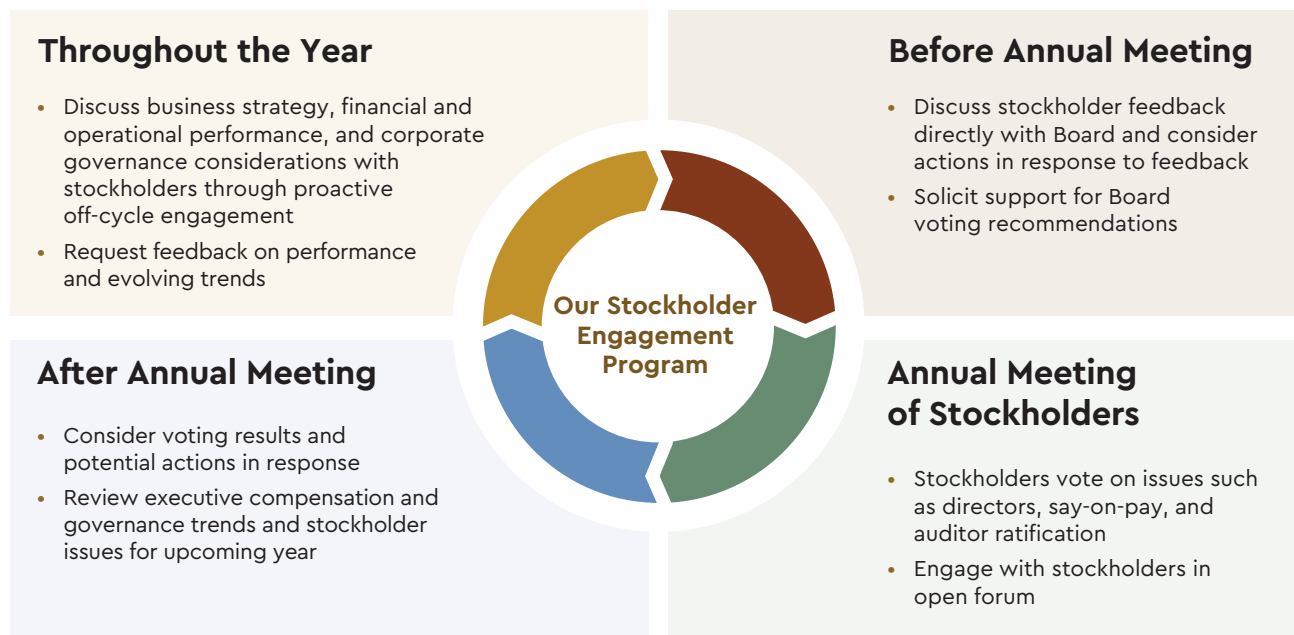 Throughout the Year
• Discuss business strategy, financial and
operational performance, and corporate
governance considerations with
stockholders through proactive
off-cycle engagement
• Request feedback on performance
and evolving trends
Before Annual Meeting
• Discuss stockholder feedback
directly with Board and consider
actions in response to feedback
• Solicit support for Board
voting recommendations
Our Stockholder
Engagement
Program
After Annual Meeting
• Consider voting results and
potential actions in response
• Review executive compensation and
governance trends and stockholder
issues for upcoming year
Annual Meeting
of Stockholders
• Stockholders vote on issues such
as directors, say-on-pay, and
auditor ratification
• Engage with stockholders in
open forum